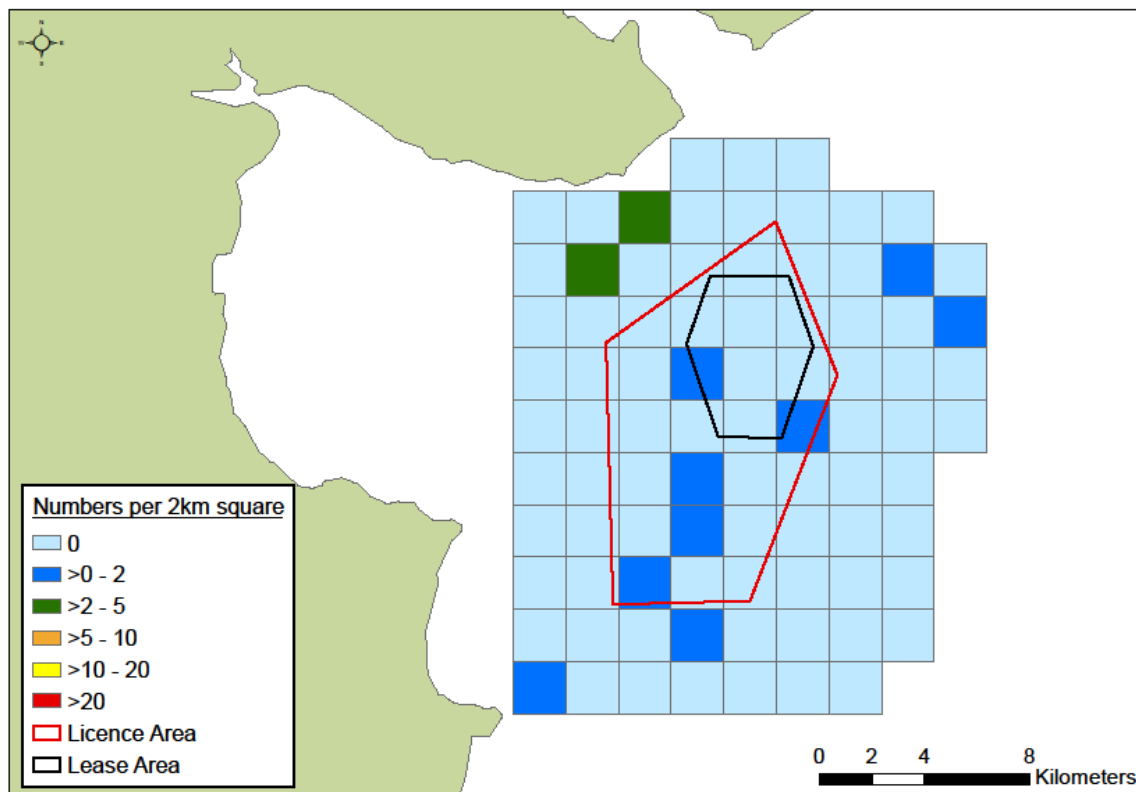 N
E
S
Numbers per 2km square
0
>0 - 2
>2 - 5
>5 - 10
>10 - 20
>20
Licence Area
Lease Area
0 2 4 8
Kilometers